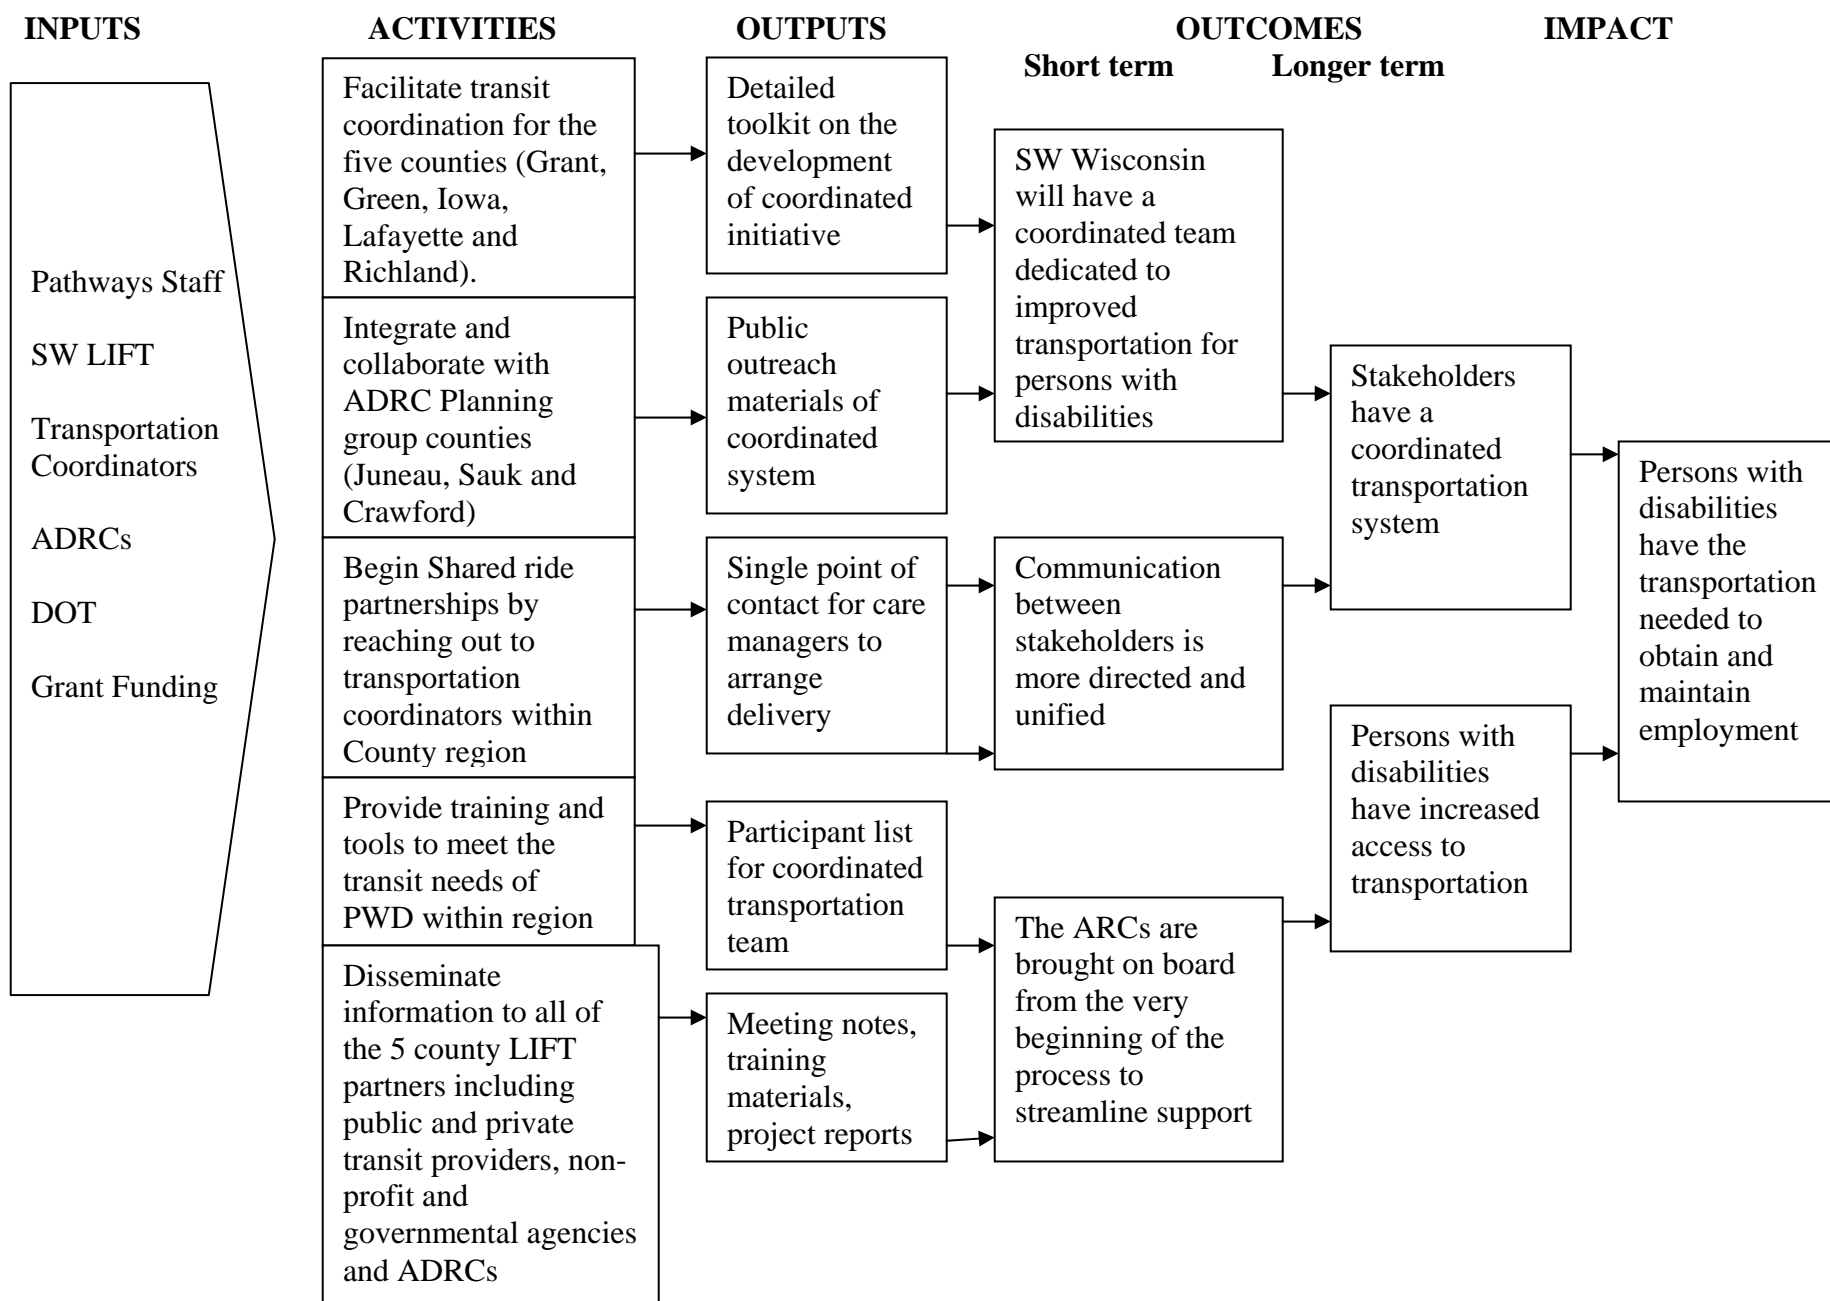 INPUTS
ACTIVITIES
OUTPUTS
OUTCOMES
IMPACT
Short term
Longer term
Pathways Staff
SW LIFT
Transportation
Coordinators
ADRCs
DOT
Grant Funding
Facilitate transit
coordination for the
five counties (Grant,
Green, Iowa,
Lafayette and
Richland).
Integrate and
collaborate with
ADRC Planning
group counties
(Juneau, Sauk and
Crawford)
Begin Shared ride
partnerships by
reaching out to
transportation
coordinators within
County region
Provide training and
tools to meet the
transit needs of
PWD within region
Disseminate
information to all of
the 5 county LIFT
partners including
public and private
transit providers, non-
profit and
governmental agencies
and ADRCs
Detailed
toolkit on the
development
of coordinated
initiative
Public
outreach
materials of
coordinated
system
Single point of
contact for care
managers to
arrange
delivery
Participant list
for coordinated
transportation
team
Meeting notes,
training
materials,
project reports
SW Wisconsin
will have a
coordinated team
dedicated to
improved
transportation for
persons with
disabilities
Communication
between
stakeholders is
more directed and
unified
The ARCs are
brought on board
from the very
beginning of the
process to
streamline support
Stakeholders
have a
coordinated
transportation
system
Persons with
disabilities
have increased
access to
transportation
Persons with
disabilities
have the
transportation
needed to
obtain and
maintain
employment